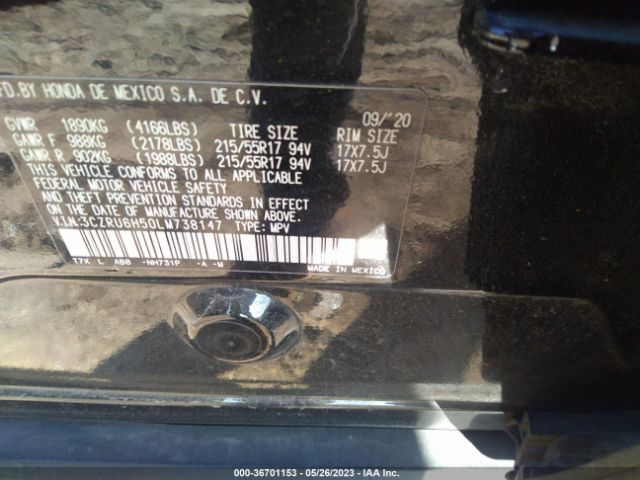 FD.BY HONDA DE MEXICO S.A. DE C.V.
09/'20
GVWR 1890KG (4166LBS) TIRE SIZE RIM SIZE
GAWR F 988KG (2178LBS) 215/55R17 94V 17X7.5J
GAWR R 902KG (1988LBS) 215/55R17 94V 17X7.5J
THIS VEHICLE CONFORMS TO ALL APPLICABLE
FEDERAL MOTOR VEHICLE SAFETY
AND THEFT PREVENTION STANDARDS IN EFFECT
ON THE DATE OF MANUFACTURE SHOWN ABOVE.
V.I.N.:3CZRU6H50LM738147 TYPE: MPV
T7X L ABB -NH731P -A -W MADE IN MEXICO
000-36701153 — 05/26/2023 — IAA Inc.